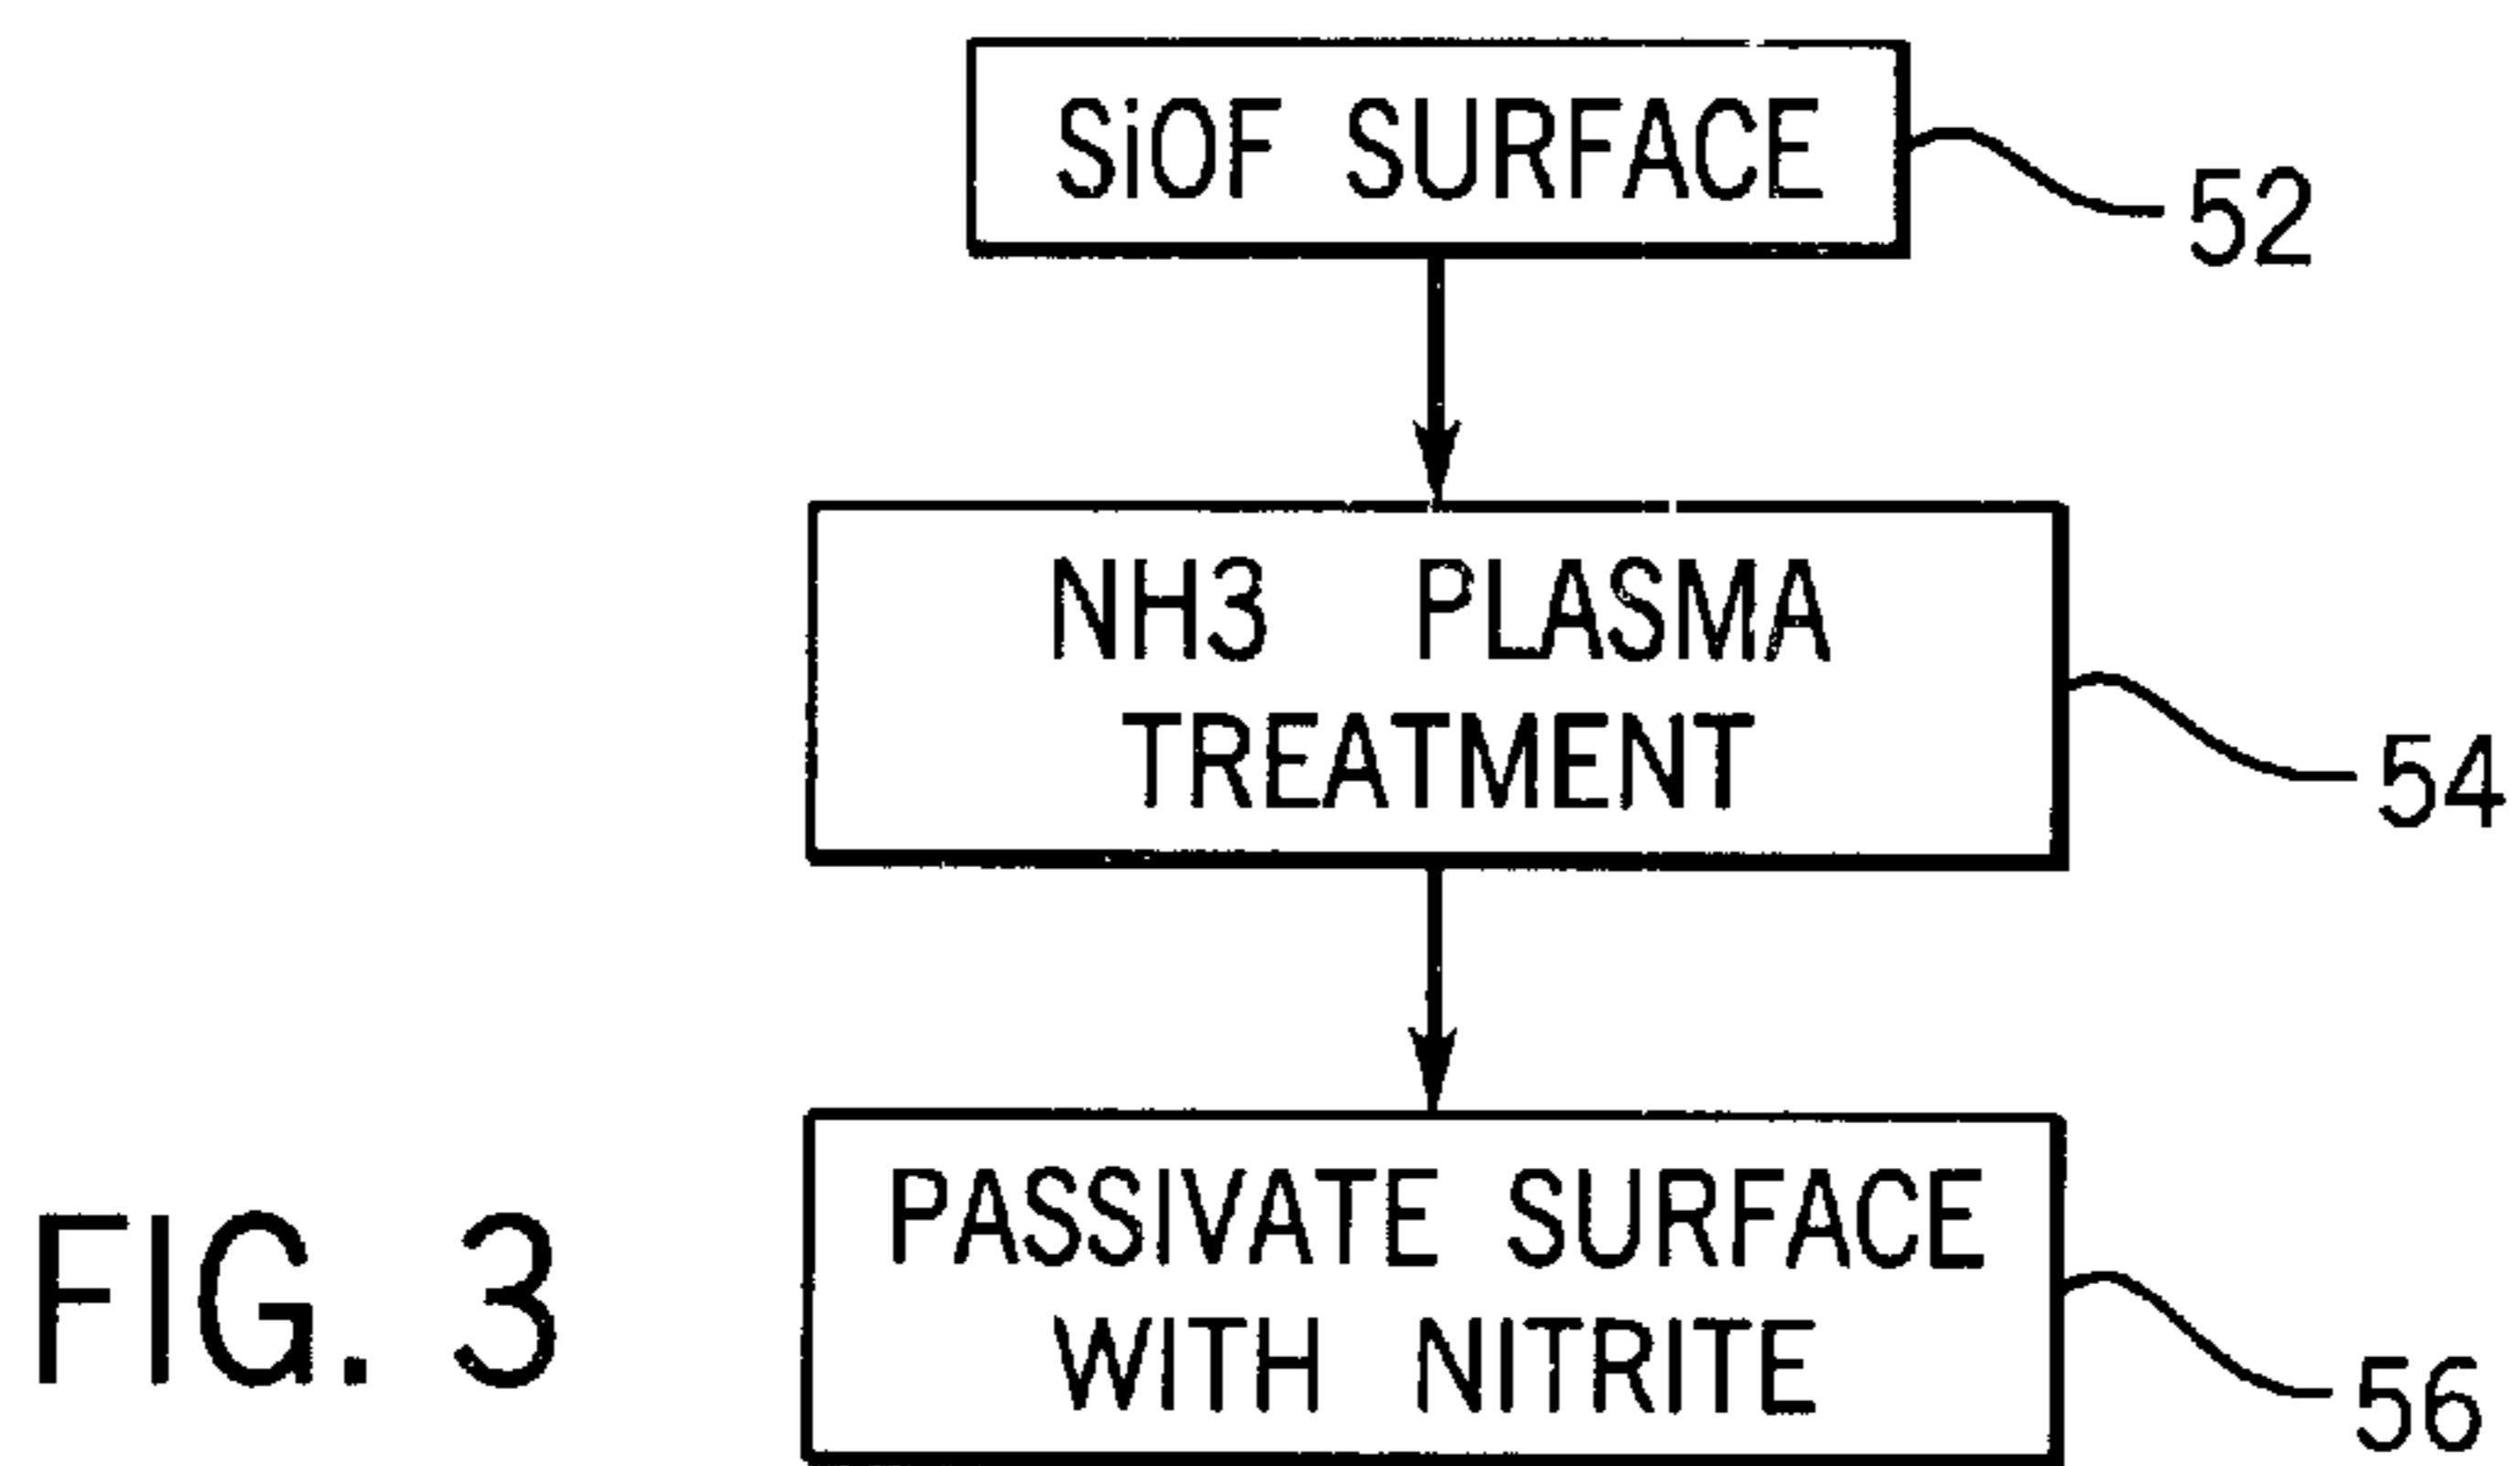 SiOF SURFACE
52
NH3 PLASMA
TREATMENT
54
PASSIVATE SURFACE
WITH NITRITE
56
FIG. 3